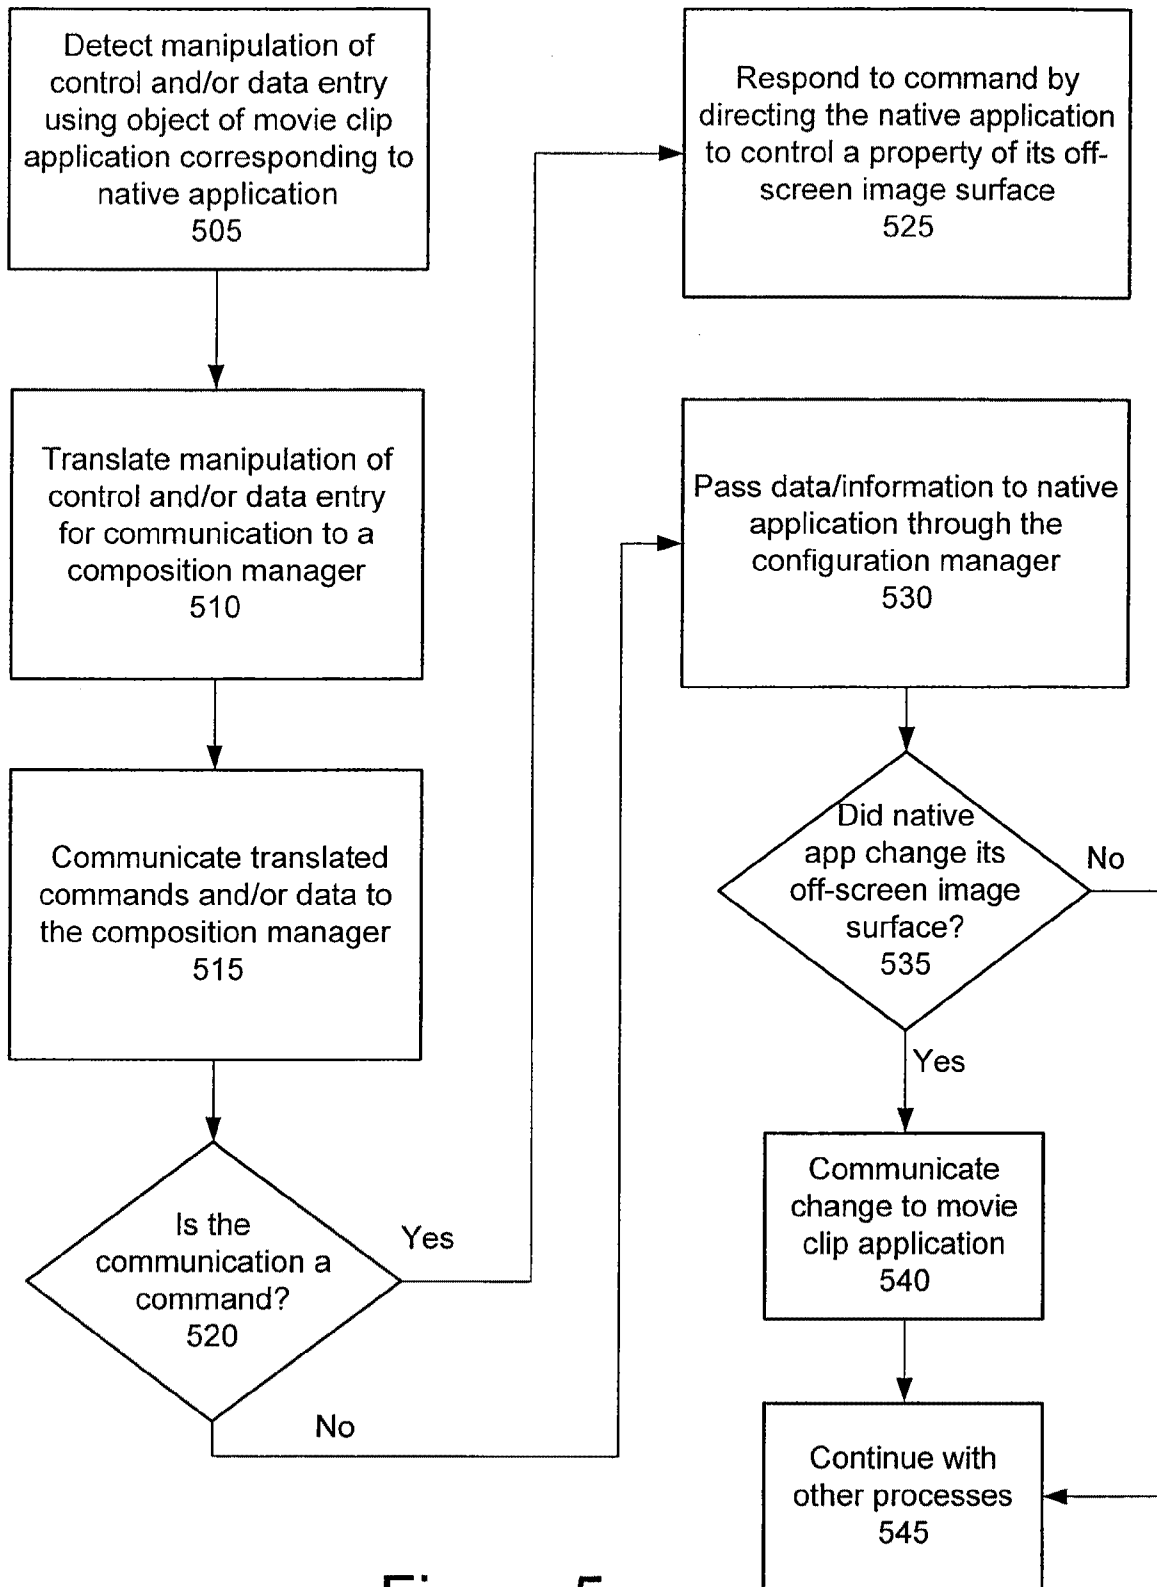 Detect manipulation of
control and/or data entry
using object of movie clip
application corresponding to
native application
505
Translate manipulation of
control and/or data entry
for communication to a
composition manager
510
Communicate translated
commands and/or data to
the composition manager
515
Is the
communication a
command?
520
Yes
No
Respond to command by
directing the native application
to control a property of its off-
screen image surface
525
Pass data/information to native
application through the
configuration manager
530
Did native
app change its
off-screen image
surface?
535
No
Yes
Communicate
change to movie
clip application
540
Continue with
other processes
545
Figure 5